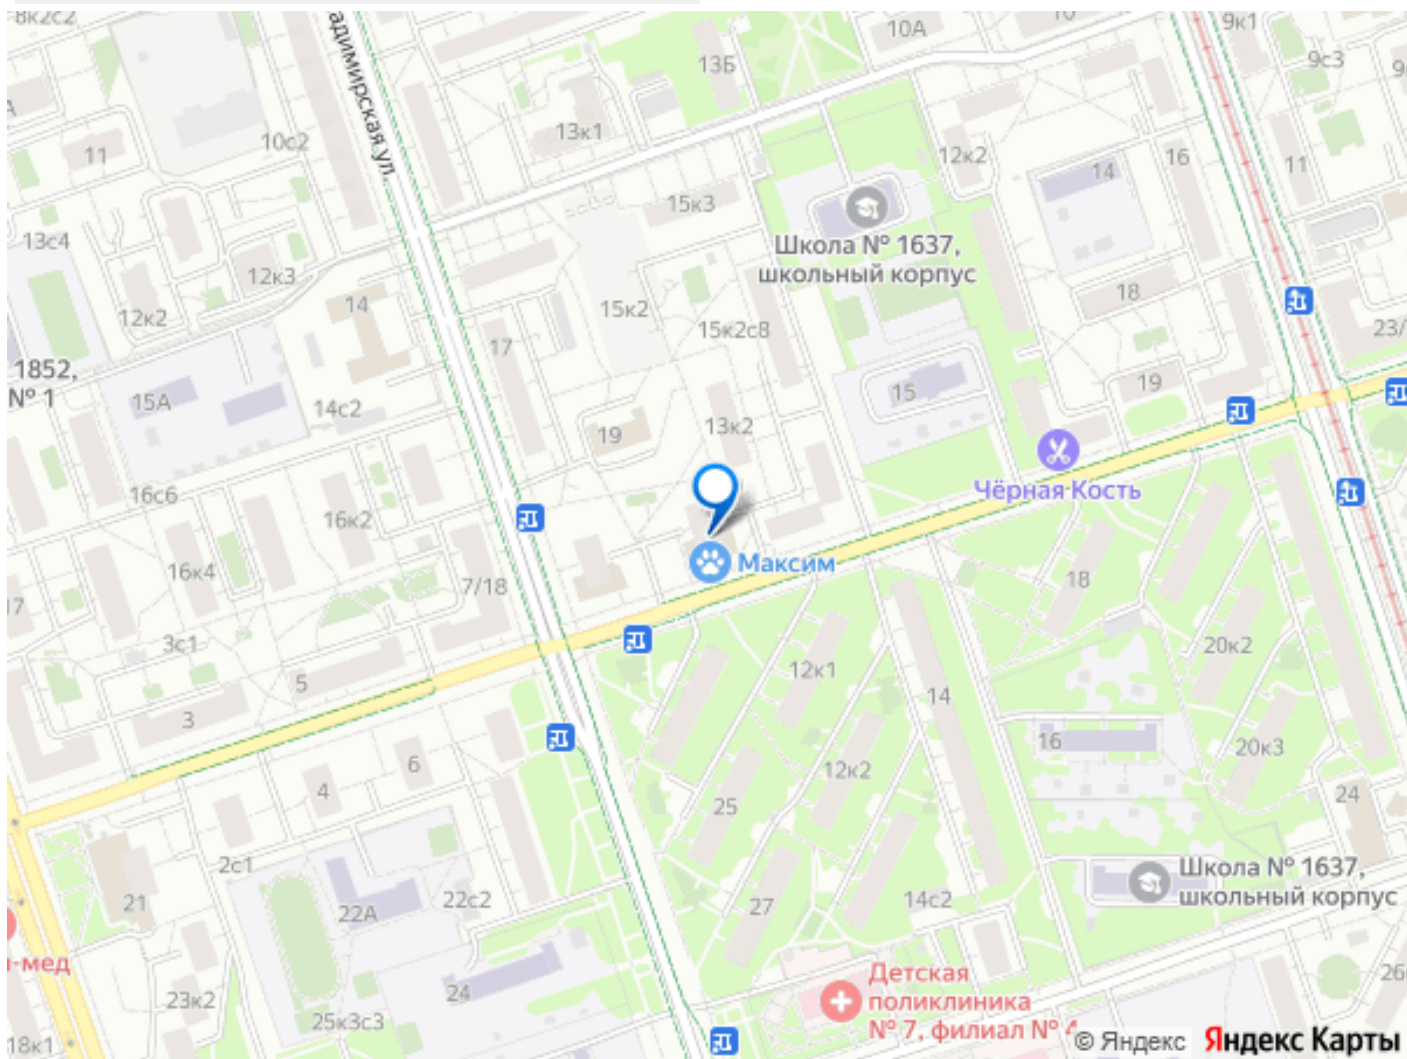 8к2с2
13Б
10А
10
9к1
9с3
адимирская ул.
13к1
10с2
11
12к2
16
14
11
15к3
Школа № 1637,
школьный корпус
13с4
12к3
14
12к2
15к2
15к2с8
18
23/
17
1852,
№ 1
15А
14с2
19
13к2
15
19
Чёрная Кость
16с6
16к2
16к4
7/18
Максим
18
17
3с1
5
3
12к1
14
20к2
6
4
25
12к2
16
20к3
24
2с1
21
22А
22с2
27
14с2
Школа № 1637,
школьный корпус
-мед
23к2
24
25к3с3
Детская
поликлиника
№ 7, филиал №
26
18к1
© Яндекс Яндекс Карты